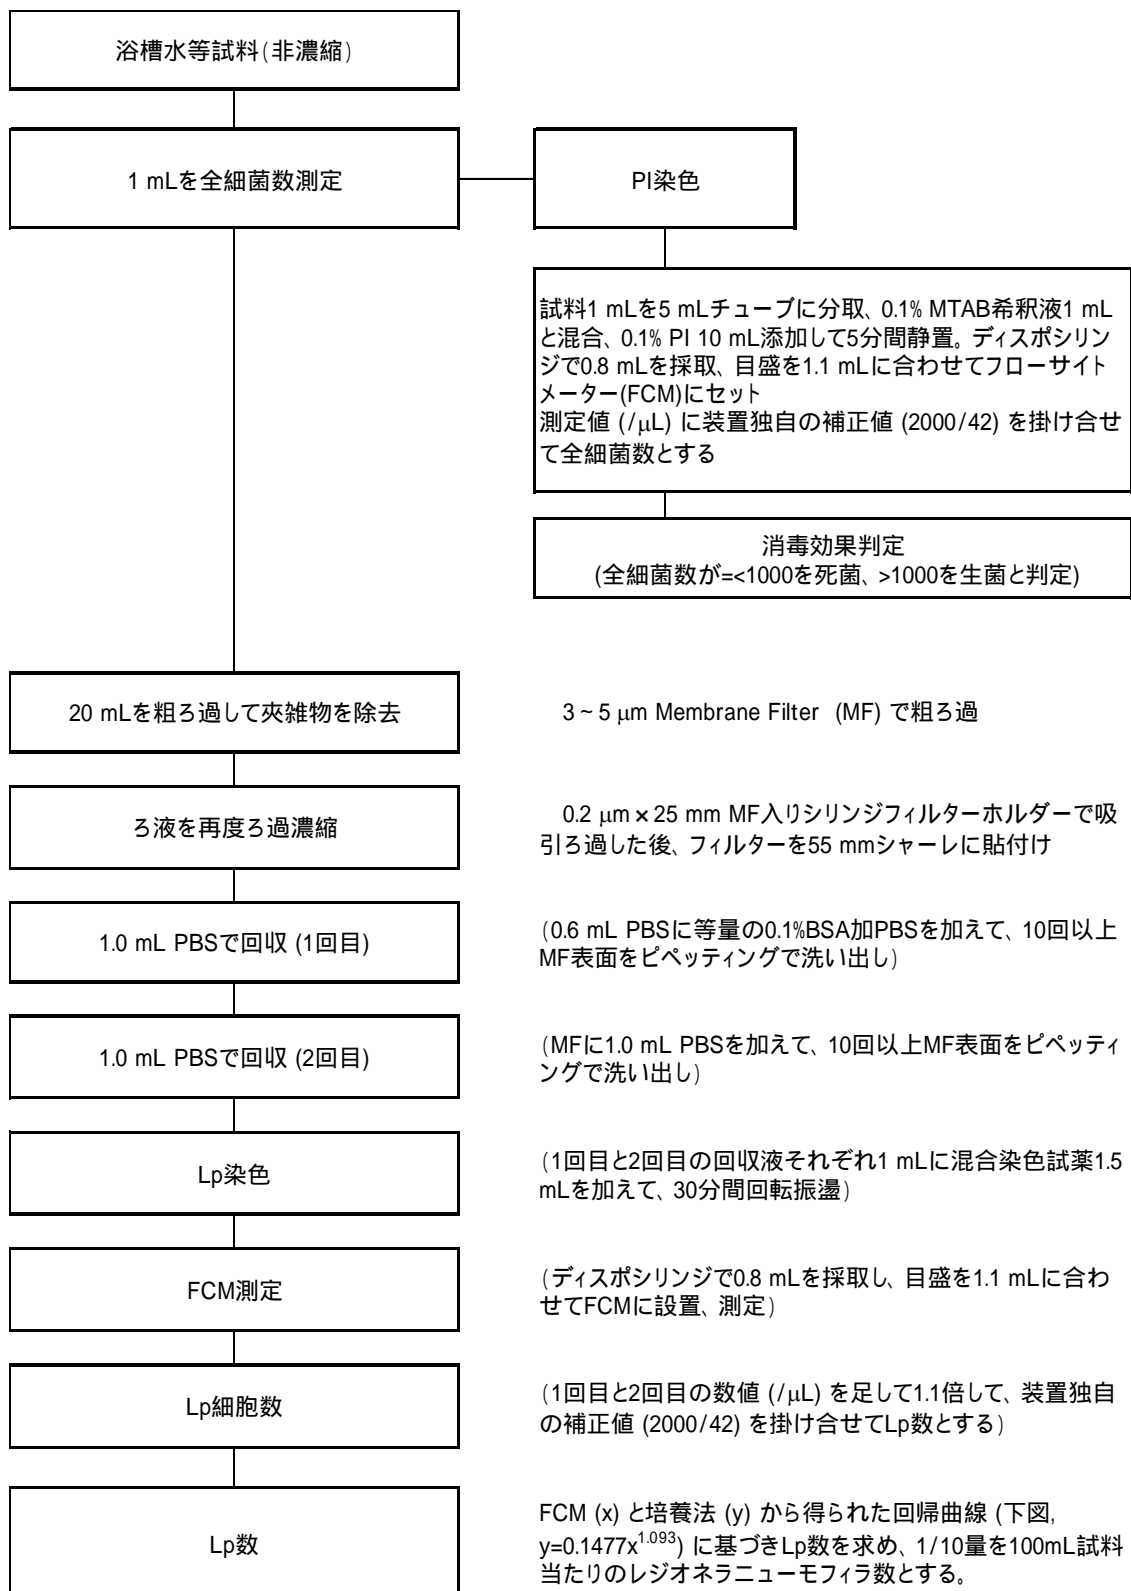 浴槽水等試料(非濃縮)
1 mLを全細菌数測定
PI染色
試料1 mLを5 mLチューブに分取、0.1% MTAB希釈液1 mL
と混合、0.1% PI 10 mL添加して5分間静置。ディスポシリン
ジで0.8 mLを採取、目盛を1.1 mLに合わせてフローサイト
メーター(FCM)にセット
測定値 (/μL) に装置独自の補正値 (2000/42) を掛け合せ
て全細菌数とする
消毒効果判定
(全細菌数が=<1000を死菌、>1000を生菌と判定)
20 mLを粗ろ過して夾雑物を除去
3~5 μm Membrane Filter (MF) で粗ろ過
ろ液を再度ろ過濃縮
0.2 μm×25 mm MF入りシリンジフィルターホルダーで吸
引ろ過した後、フィルターを55 mmシャーレに貼付け
1.0 mL PBSで回収 (1回目)
(0.6 mL PBSに等量の0.1%BSA加PBSを加えて、10回以上
MF表面をピペッティングで洗い出し)
1.0 mL PBSで回収 (2回目)
(MFに1.0 mL PBSを加えて、10回以上MF表面をピペッティ
ングで洗い出し)
Lp染色
(1回目と2回目の回収液それぞれ1 mLに混合染色試薬1.5
mLを加えて、30分間回転振盪)
FCM測定
(ディスポシリンジで0.8 mLを採取し、目盛を1.1 mLに合わ
せてFCMに設置、測定)
Lp細胞数
(1回目と2回目の数値 (/μL) を足して1.1倍して、装置独自
の補正値 (2000/42) を掛け合せてLp数とする)
Lp数
FCM (x) と培養法 (y) から得られた回帰曲線 (下図,
y=0.1477x^1.093) に基づきLp数を求め、1/10量を100mL試料
当たりのレジオネラニューモフィラ数とする。